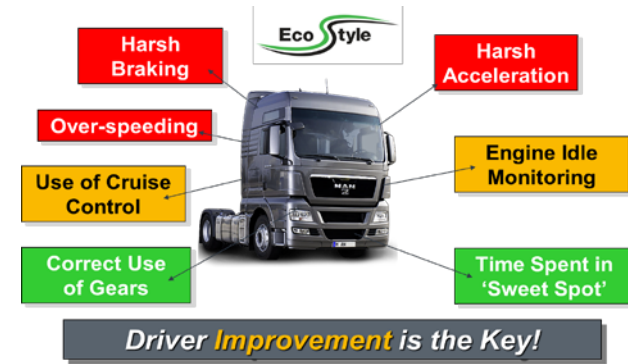 Eco Style
Harsh
Braking
Harsh
Acceleration
Over-speeding
Use of Cruise
Control
Engine Idle
Monitoring
MAN
Correct Use
of Gears
Time Spent in
‘Sweet Spot’
Driver Improvement is the Key!